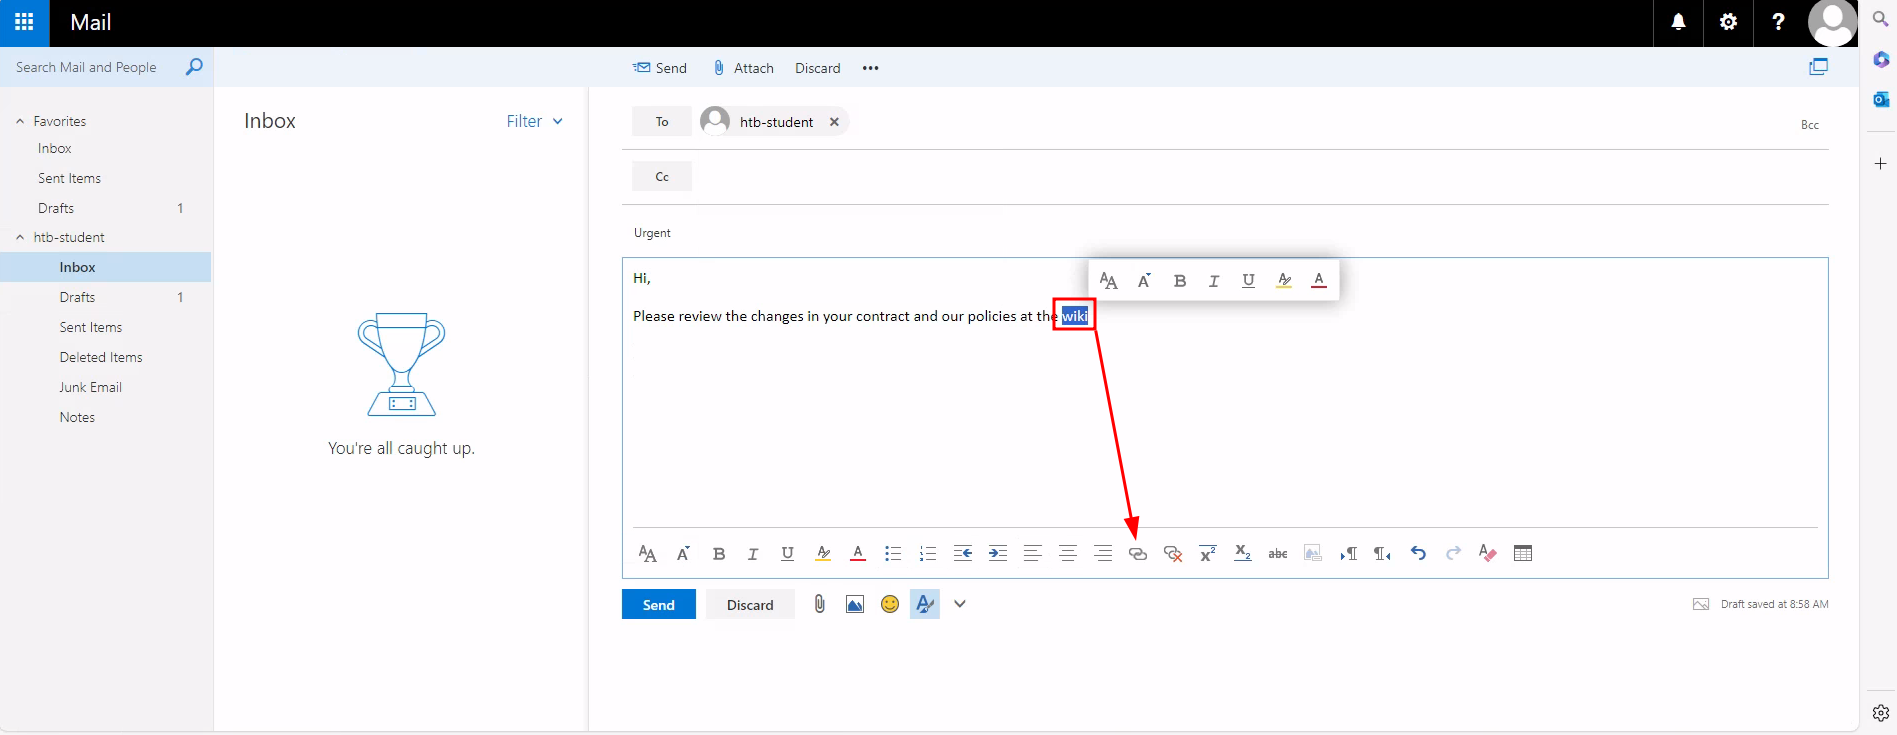 Mail
Search Mail and People
Send Attach Discard
Favorites
Inbox
Sent Items
Drafts 1
htb-student
Inbox
Drafts 1
Sent Items
Deleted Items
Junk Email
Notes
Inbox Filter
You're all caught up.
To htb-student Bcc
Cc
Urgent
Hi,
Please review the changes in your contract and our policies at the wiki
Send Discard
Draft saved at 8:58 AM